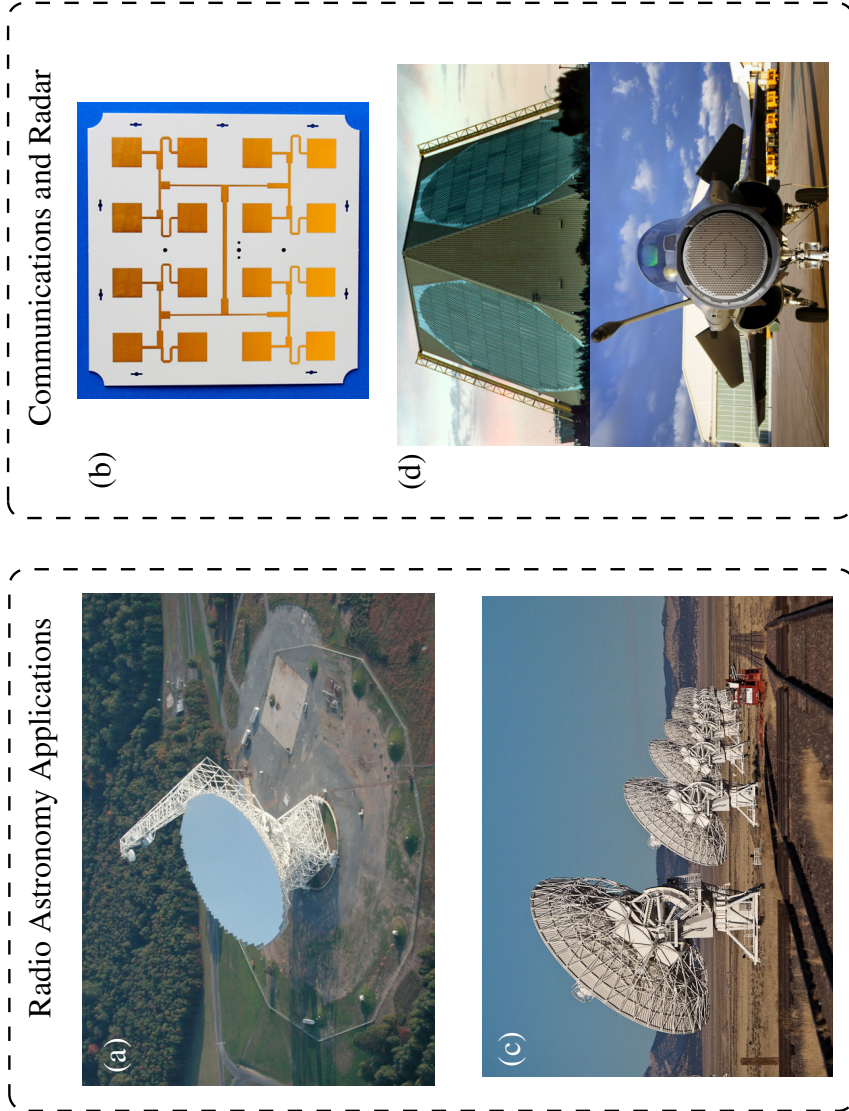 Radio Astronomy Applications
(a)
(c)
Communications and Radar
(b)
(d)